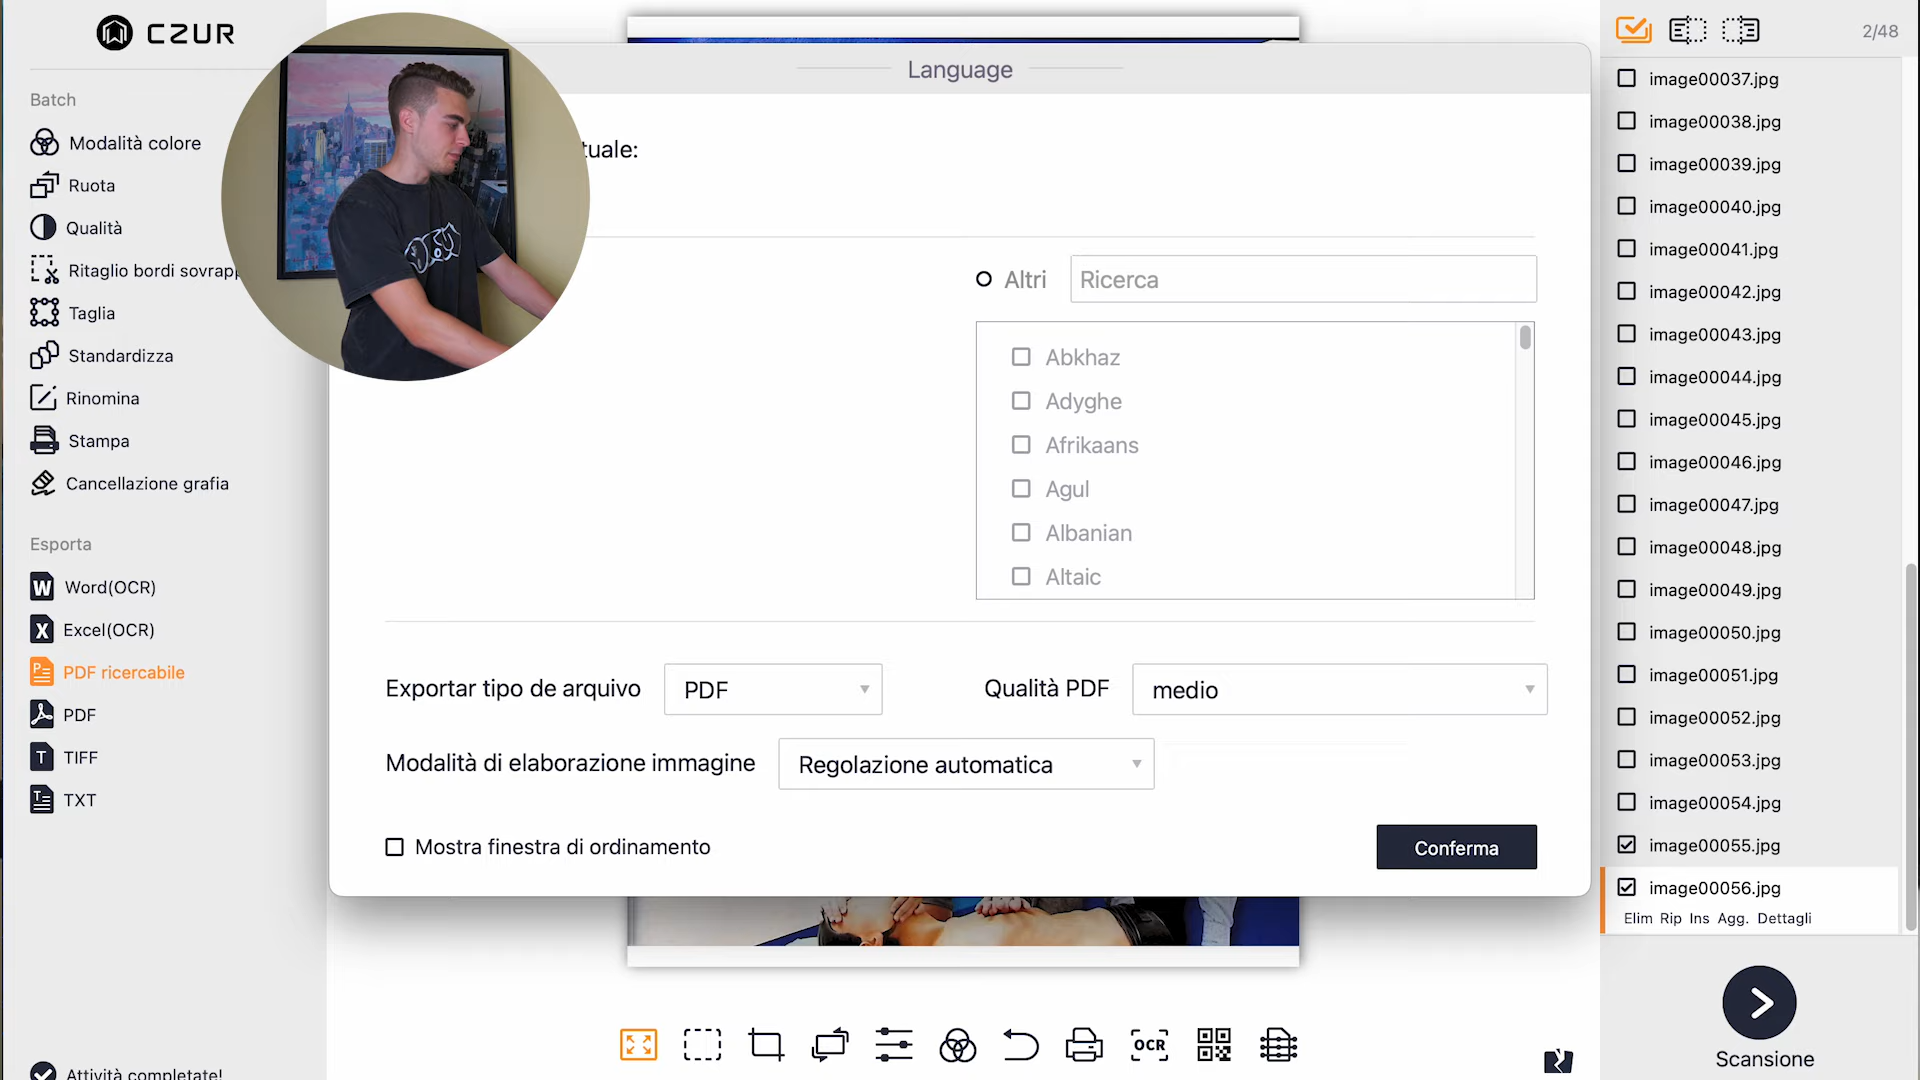 CZUR
Batch
Modalità colore
Ruota
Qualità
Ritaglio bordi sovrapp
Taglia
Standardizza
Rinomina
Stampa
Cancellazione grafia
Esporta
Word(OCR)
Excel(OCR)
PDF ricercabile
PDF
TIFF
TXT
Attività completate!
Language
tuale:
Altri
Ricerca
Abkhaz
Adyghe
Afrikaans
Agul
Albanian
Altaic
Exportar tipo de arquivo PDF
Qualità PDF medio
Modalità di elaborazione immagine Regolazione automatica
Mostra finestra di ordinamento
Conferma
OCR
2/48
image00037.jpg
image00038.jpg
image00039.jpg
image00040.jpg
image00041.jpg
image00042.jpg
image00043.jpg
image00044.jpg
image00045.jpg
image00046.jpg
image00047.jpg
image00048.jpg
image00049.jpg
image00050.jpg
image00051.jpg
image00052.jpg
image00053.jpg
image00054.jpg
image00055.jpg
image00056.jpg
Elim Rip Ins Agg. Dettagli
Scansione